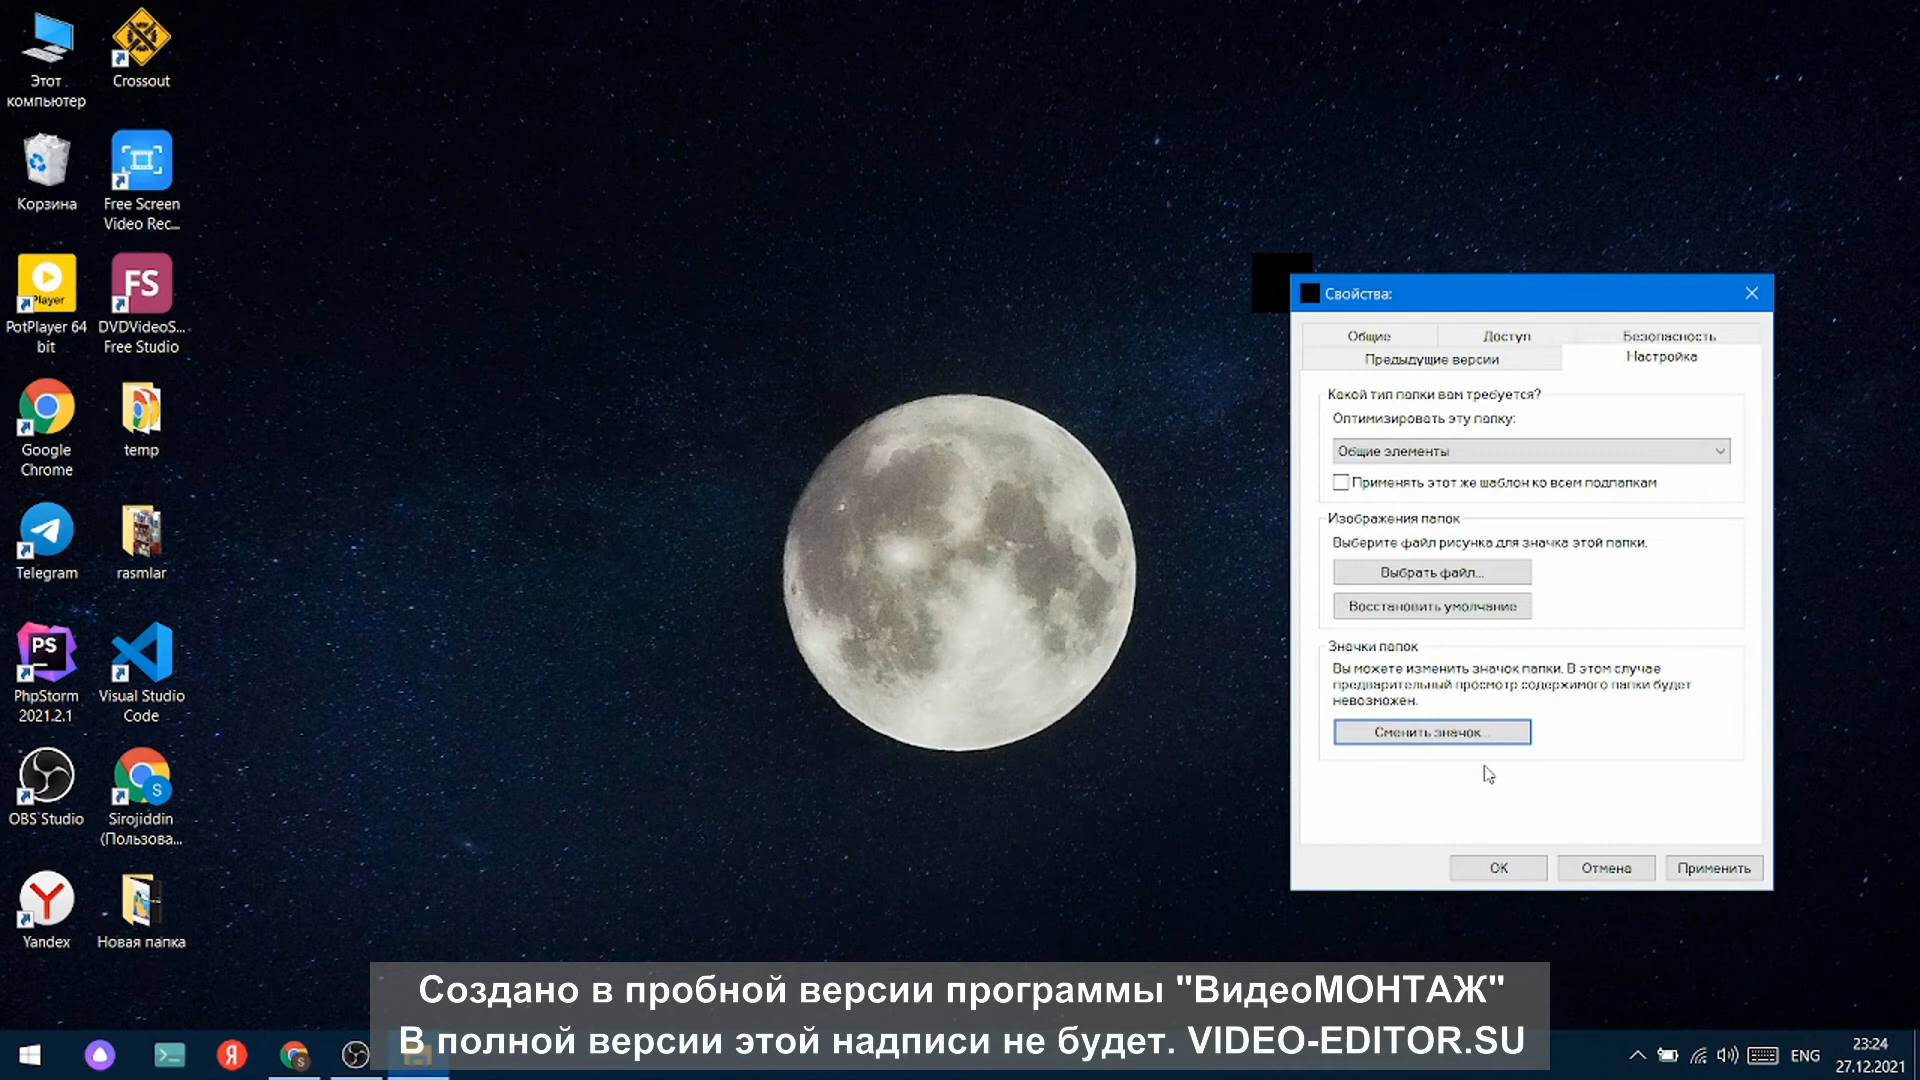 Этот
компьютер
Crossout
Корзина
Free Screen
Video Rec...
Player
PotPlayer 64
bit
FS
DVDVideoS...
Free Studio
Google
Chrome
temp
Telegram
rasmlar
PS
PhpStorm
2021.2.1
Visual Studio
Code
OBS Studio
S
Sirojiddin
(Пользова...
Yandex
Новая папка
Свойства:
Общие
Доступ
Безопасность
Предыдущие версии
Настройка
Какой тип папки вам требуется?
Оптимизировать эту папку:
Общие элементы
Применять этот же шаблон ко всем подпапкам
Изображения папок
Выберите файл рисунка для значка этой папки.
Выбрать файл...
Восстановить умолчание
Значки папок
Вы можете изменить значок папки. В этом случае
предварительный просмотр содержимого папки будет
невозможен.
Сменить значок...
ОК
Отмена
Применить
Создано в пробной версии программы "ВидеоМОНТАЖ"
В полной версии этой надписи не будет. VIDEO-EDITOR.SU
Я
S
ENG
23:24
27.12.2021